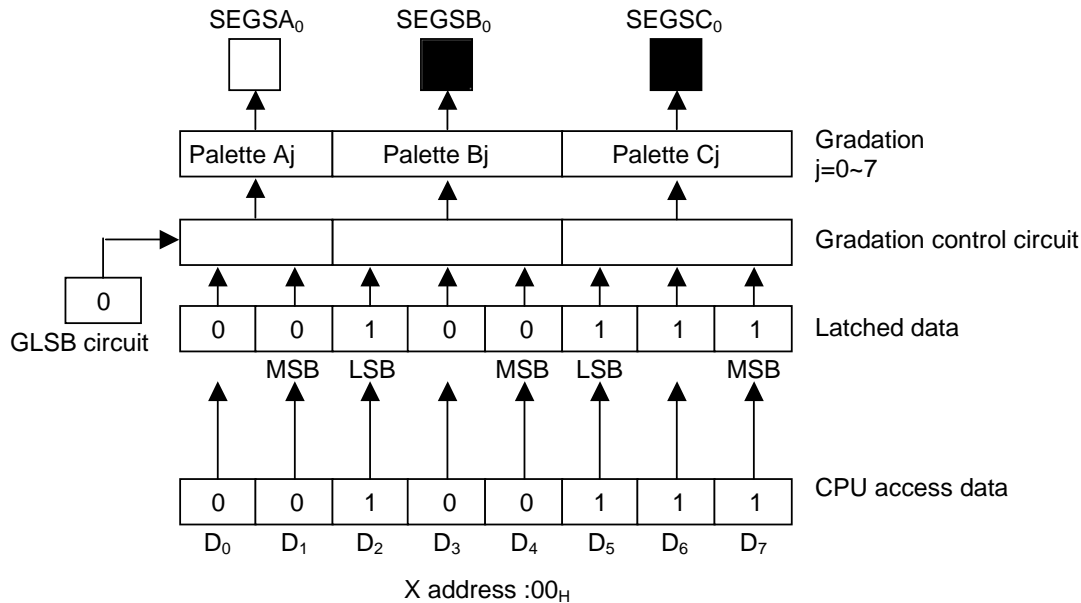 SEGSA0 SEGSB0 SEGSC0
Palette Aj Palette Bj Palette Cj
Gradation
j=0~7
Gradation control circuit
0
GLSB circuit
0 0 1 0 0 1 1 1
Latched data
MSB LSB MSB LSB MSB
0 0 1 0 0 1 1 1
CPU access data
D0 D1 D2 D3 D4 D5 D6 D7
X address :00H